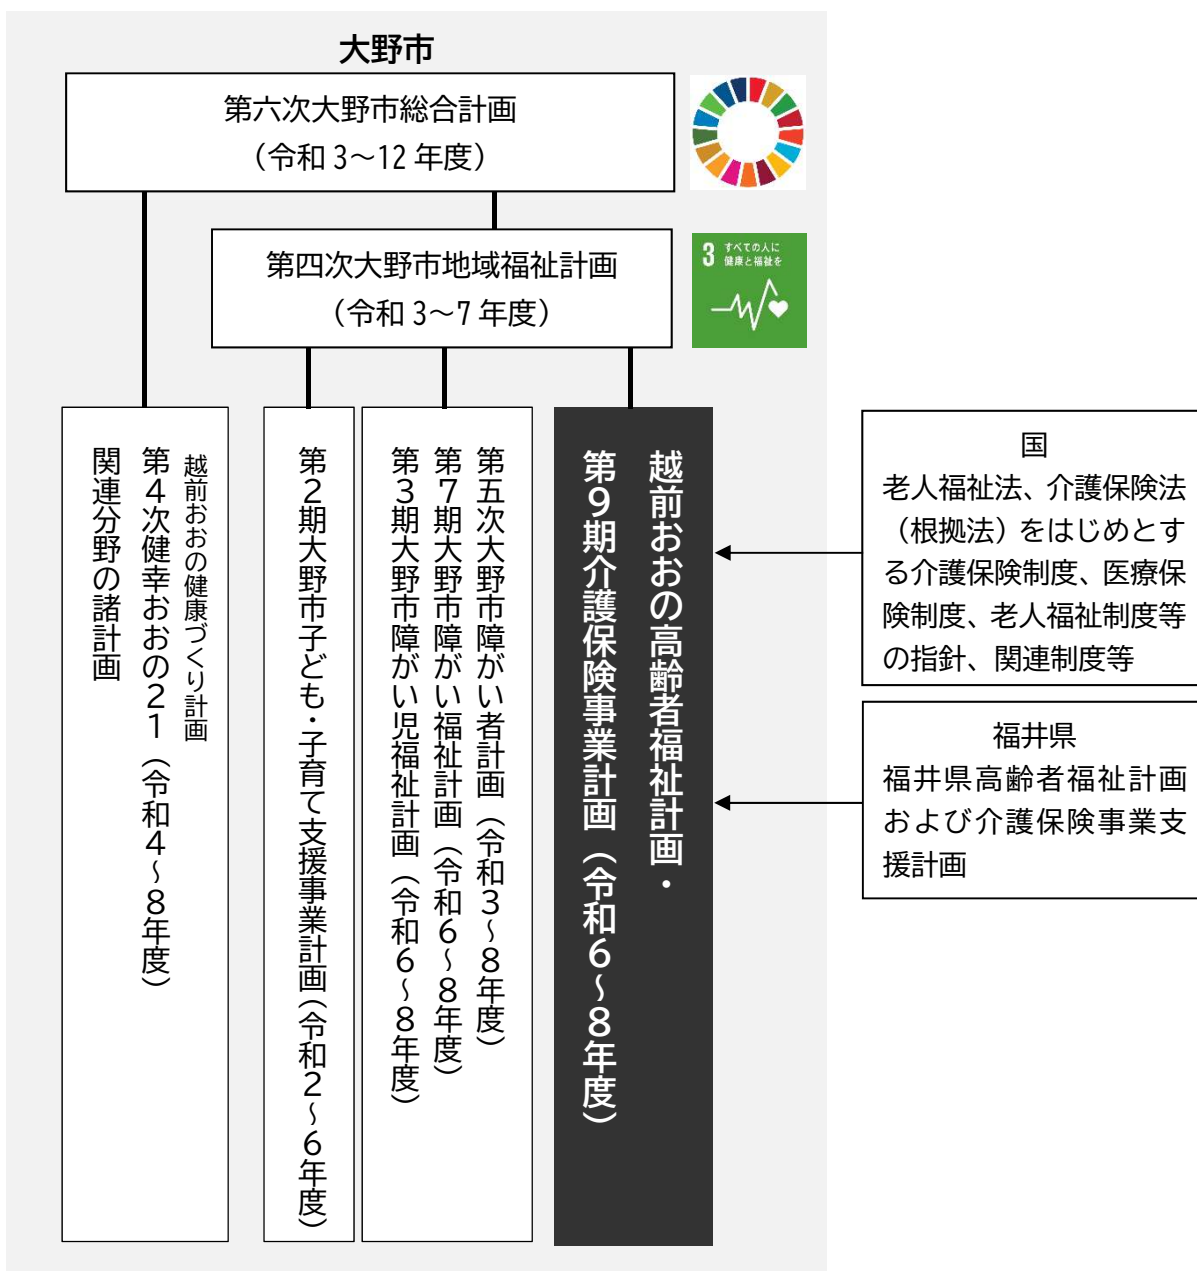 大野市
第六次大野市総合計画
（令和 3～12 年度）
3 すべての人に
健康と福祉を
第四次大野市地域福祉計画
（令和 3～7 年度）
越前おおの健康づくり計画
第４次健幸おおの２１（令和４～８年度）
関連分野の諸計画
第２期大野市子ども・子育て支援事業計画（令和２～６年度）
第五次大野市障がい者計画（令和３～８年度）
第７期大野市障がい福祉計画（令和６～８年度）
第３期大野市障がい児福祉計画（令和６～８年度）
越前おおの高齢者福祉計画・
第９期介護保険事業計画（令和６～８年度）
国
老人福祉法、介護保険法
（根拠法）をはじめとす
る介護保険制度、医療保
険制度、老人福祉制度等
の指針、関連制度等
福井県
福井県高齢者福祉計画
および介護保険事業支
援計画